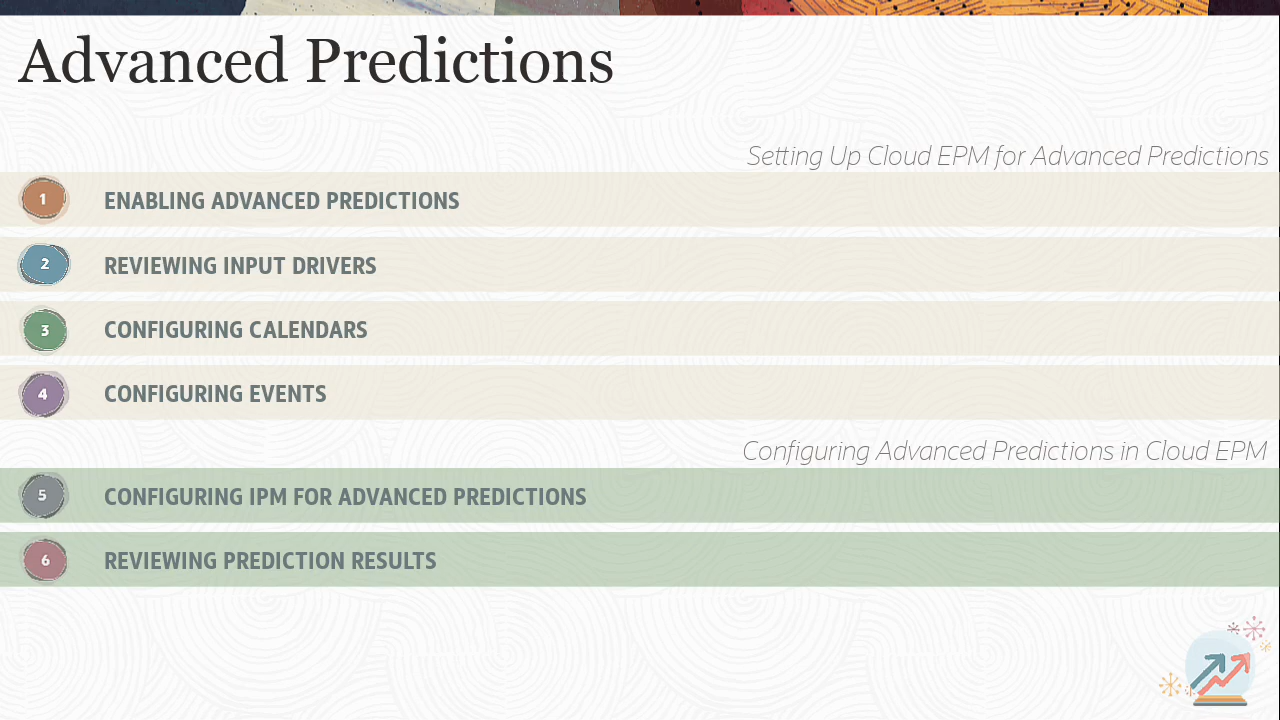 Advanced Predictions
Setting Up Cloud EPM for Advanced Predictions
1 ENABLING ADVANCED PREDICTIONS
2 REVIEWING INPUT DRIVERS
3 CONFIGURING CALENDARS
4 CONFIGURING EVENTS
Configuring Advanced Predictions in Cloud EPM
5 CONFIGURING IPM FOR ADVANCED PREDICTIONS
6 REVIEWING PREDICTION RESULTS